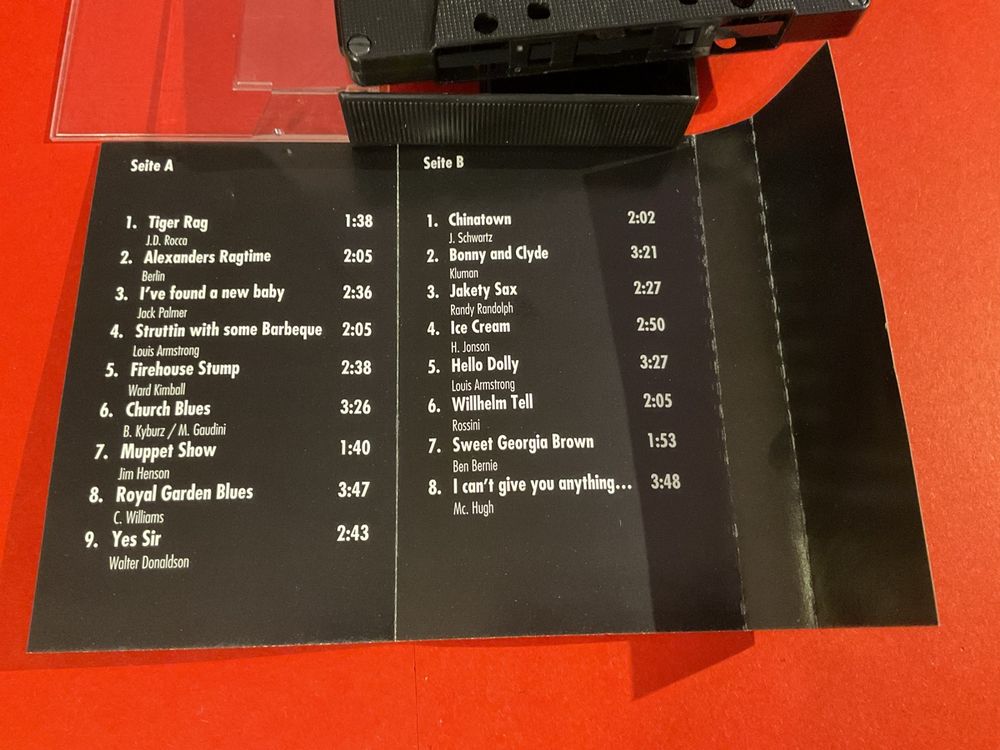 Seite A
1. Tiger Rag 1:38
J.D. Rocca
2. Alexanders Ragtime 2:05
Berlin
3. I've found a new baby 2:36
Jack Palmer
4. Struttin with some Barbeque 2:05
Louis Armstrong
5. Firehouse Stump 2:38
Ward Kimball
6. Church Blues 3:26
B. Kyburz / M. Gaudini
7. Muppet Show 1:40
Jim Henson
8. Royal Garden Blues 3:47
C. Williams
9. Yes Sir 2:43
Walter Donaldson
Seite B
1. Chinatown 2:02
J. Schwartz
2. Bonny and Clyde 3:21
Kluman
3. Jakety Sax 2:27
Randy Randolph
4. Ice Cream 2:50
H. Jonson
5. Hello Dolly 3:27
Louis Armstrong
6. Willhelm Tell 2:05
Rossini
7. Sweet Georgia Brown 1:53
Ben Bernie
8. I can't give you anything... 3:48
Mc. Hugh